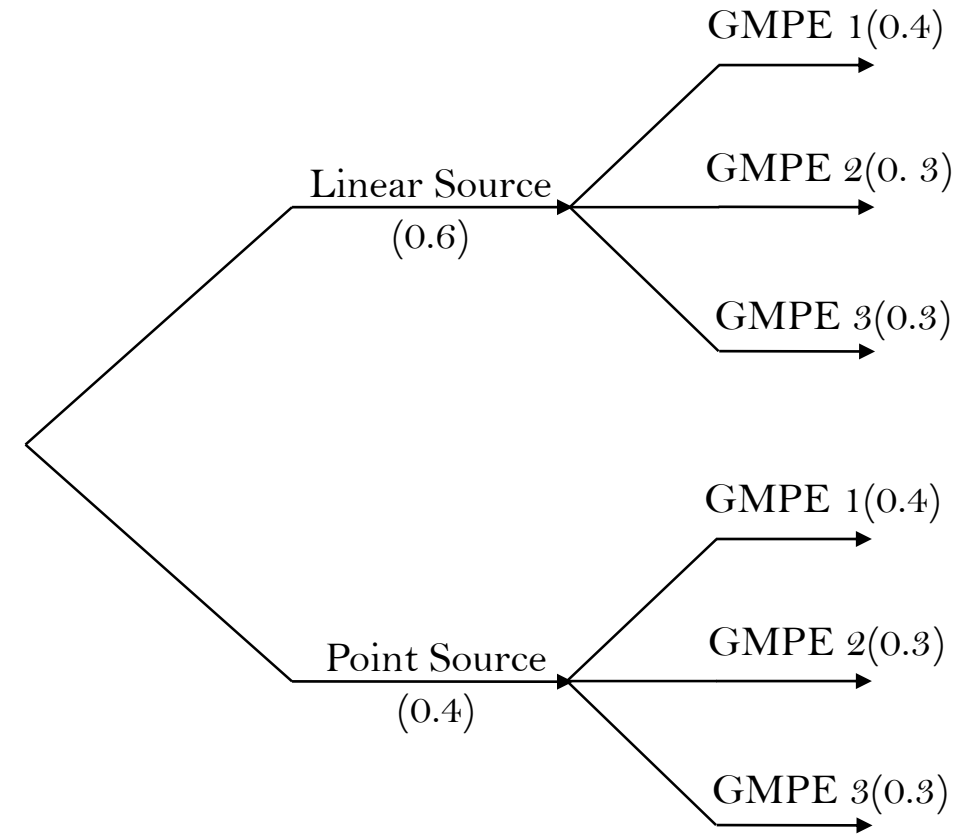 GMPE 1(0.4)
GMPE 2(0. 3)
Linear Source
(0.6)
GMPE 3(0.3)
GMPE 1(0.4)
GMPE 2(0.3)
Point Source
(0.4)
GMPE 3(0.3)